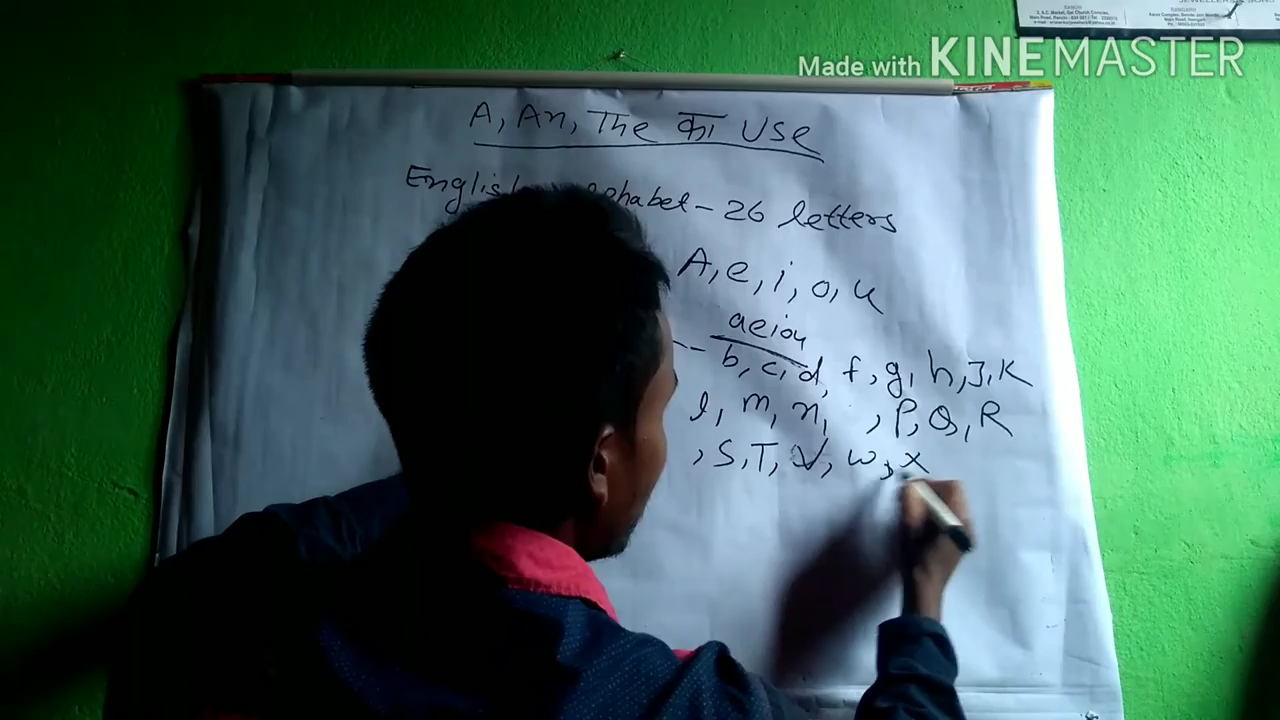 Made with KINEMASTER
A, An, The का Use
English alphabet - 26 letters
A, e, i, o, u
aeiou
b, c, d, f, g, h, J, K
l, m, n, , P, Q, R
, S, T, V, w, x